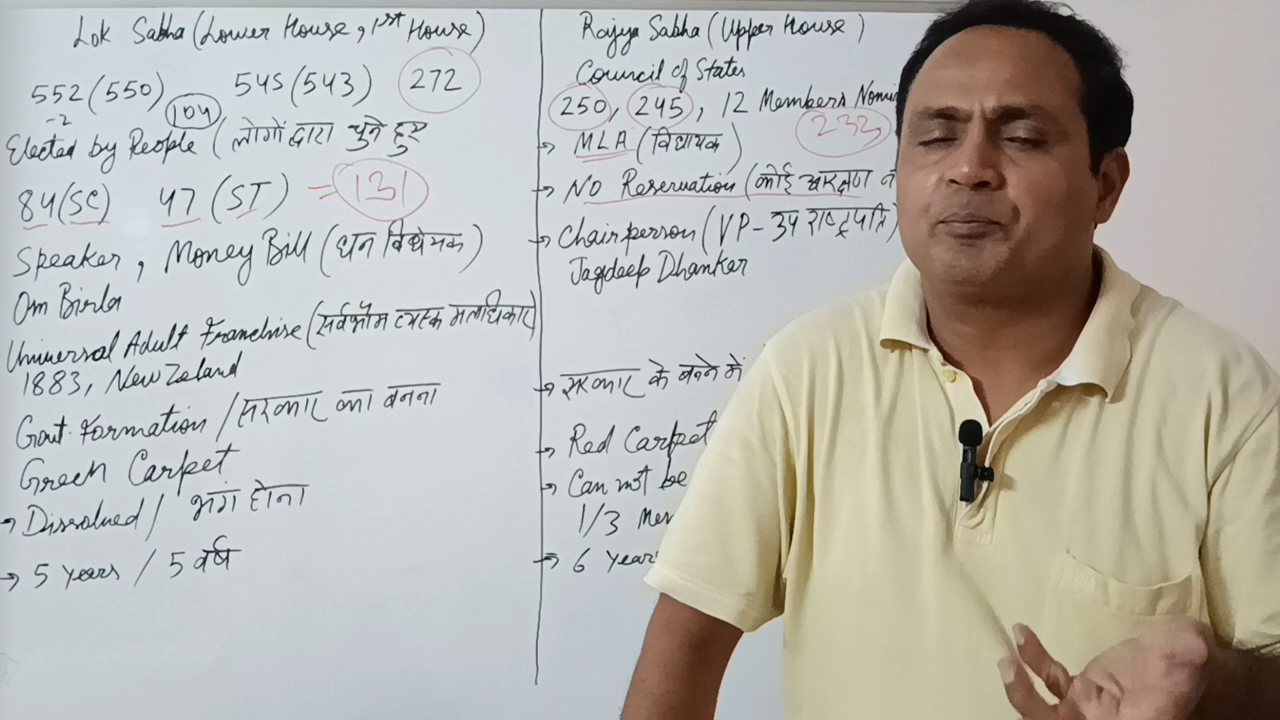 Lok Sabha (Lower House, 1st House)
552 (550) 545 (543) 272
-2 104
Elected by People (लोगों द्वारा चुने हुए
84 (SC) 47 (ST) = 131
Speaker, Money Bill (धन विधेयक)
Om Birla
Universal Adult Franchise (सर्वभौम व्यस्क मताधिकार)
1883, New Zeland
Govt. Formation / सरकार का बनना
Green Carpet
→ Dissolved / भंग होना
→ 5 years / 5 वर्ष
Rajya Sabha (Upper House)
Council of States
250, 245, 12 Members Nomi
233
→ MLA (विधायक)
→ No Reservation (कोई आरक्षण न
→ Chairperson (VP - उप राष्ट्रपति)
Jagdeep Dhankar
→ सरकार के बनने में
→ Red Carpet
→ Can not be
1/3 Mem
→ 6 year